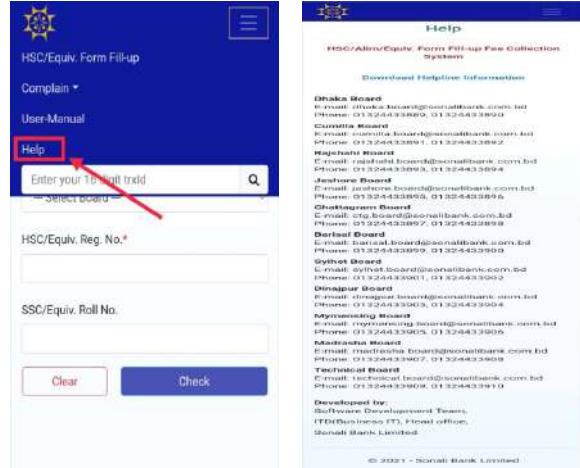 HSC/Equiv. Form Fill-up
Complain
User-Manual
Help
Enter your 16 digit trxId
— Select Board —
HSC/Equiv. Reg. No.*
SSC/Equiv. Roll No.
Clear
Check
Help
HSC/Alim/Equiv. Form Fill-up Fee Collection
System
Download Helpline Information
Dhaka Board
E-mail: dhaka.board@sonalibank.com.bd
Phone: 01324433889, 01324433890
Cumilla Board
E-mail: cumilla.board@sonalibank.com.bd
Phone: 01324433891, 01324433892
Rajshahi Board
E-mail: rajshahi.board@sonalibank.com.bd
Phone: 01324433893, 01324433894
Jashore Board
E-mail: jashore.board@sonalibank.com.bd
Phone: 01324433895, 01324433896
Chattagram Board
E-mail: ctg.board@sonalibank.com.bd
Phone: 01324433897, 01324433898
Barisal Board
E-mail: barisal.board@sonalibank.com.bd
Phone: 01324433899, 01324433900
Sylhet Board
E-mail: sylhet.board@sonalibank.com.bd
Phone: 01324433901, 01324433902
Dinajpur Board
E-mail: dinajpur.board@sonalibank.com.bd
Phone: 01324433903, 01324433904
Mymensing Board
E-mail: mymensing.board@sonalibank.com.bd
Phone: 01324433905, 01324433906
Madrasha Board
E-mail: madrasha.board@sonalibank.com.bd
Phone: 01324433907, 01324433908
Technical Board
E-mail: technical.board@sonalibank.com.bd
Phone: 01324433909, 01324433910
Developed by:
Software Development Team,
ITD(Business IT), Head office,
Sonali Bank Limited
© 2021 - Sonali Bank Limited